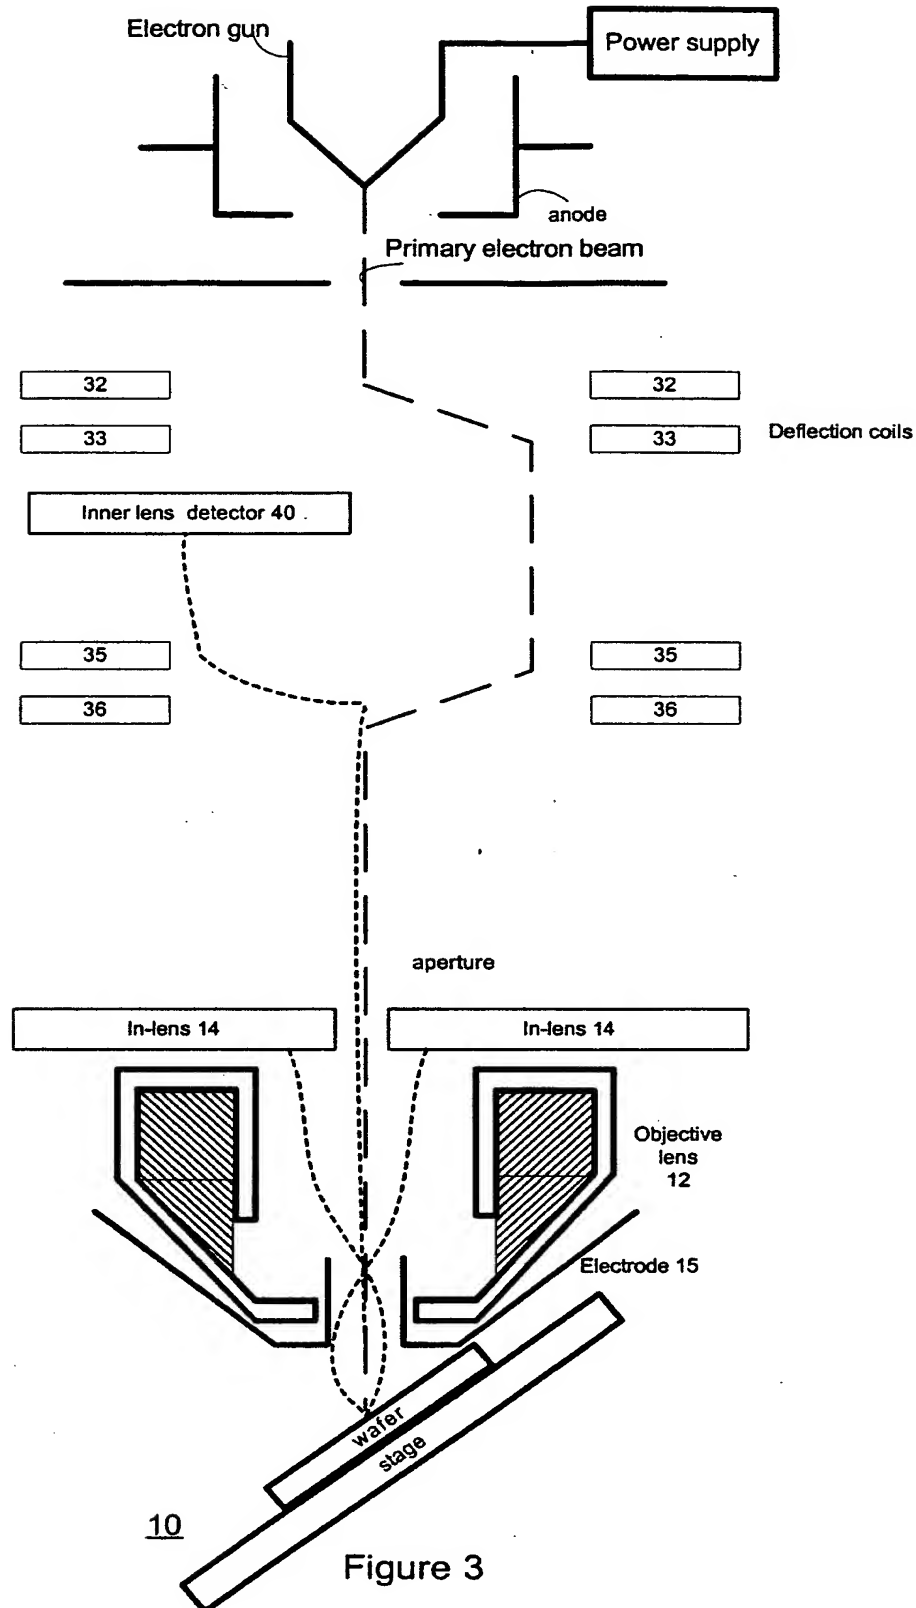 Electron gun
Power supply
anode
Primary electron beam
32
32
33
33
Deflection coils
Inner lens detector 40
35
35
36
36
aperture
In-lens 14
In-lens 14
Objective
lens
12
Electrode 15
wafer
stage
10
Figure 3